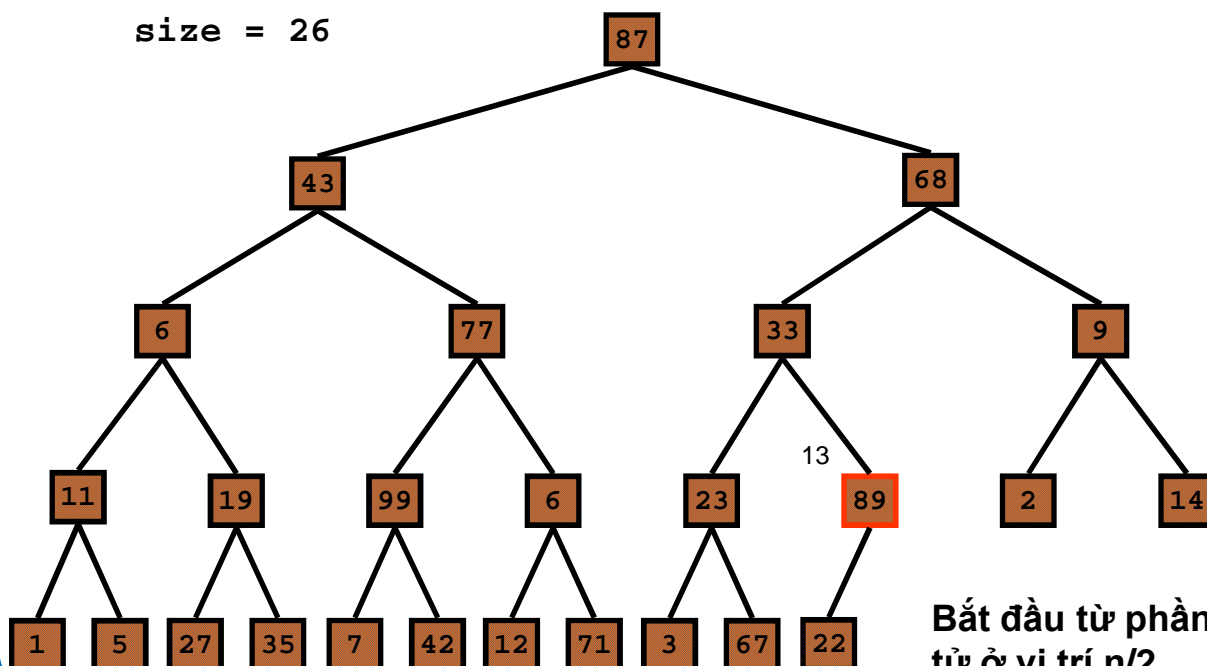 size = 26
87
43 68
6 77 33 9
13
11 19 99 6 23 89 2 14
1 5 27 35 7 42 12 71 3 67 22
Bắt đầu từ phần
tử ở vị trí n/2